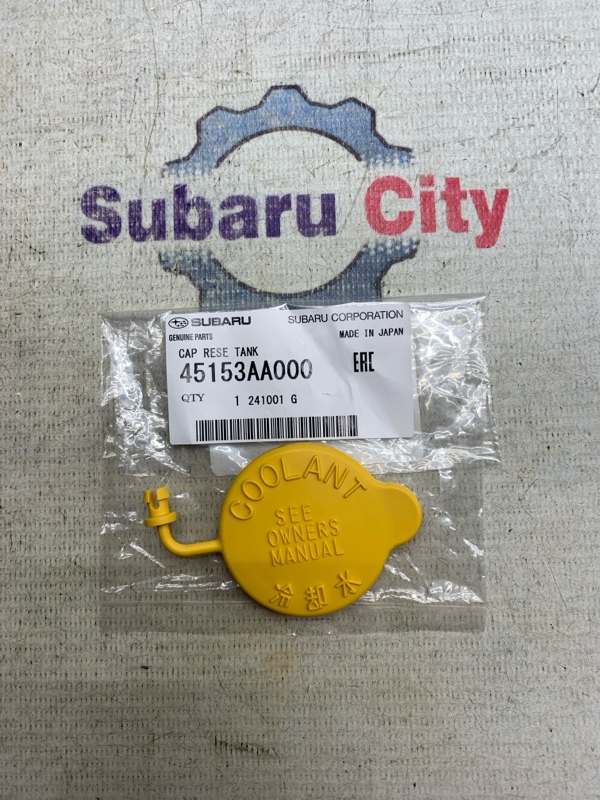 Subaru City
SUBARU SUBARU CORPORATION
GENUINE PARTS MADE IN JAPAN
CAP RESE TANK
45153AA000 EAC
QTY 1 241001 G
COOLANT
SEE
OWNERS
MANUAL
冷却水